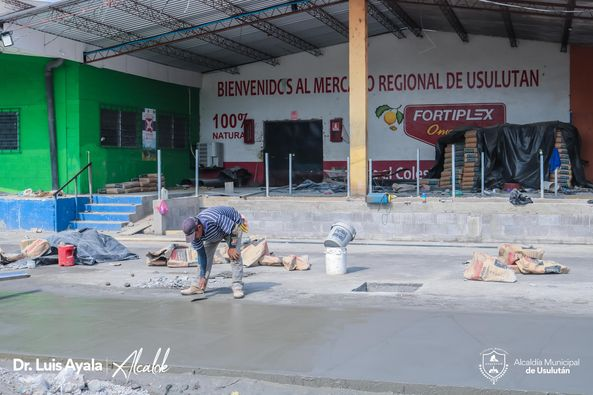 BIENVENIDOS AL MERCADO REGIONAL DE USULUTAN
100%
NATURAL
FORTIPLEX
Dr. Luis Ayala | Alcalde
Alcaldía Municipal
de Usulután